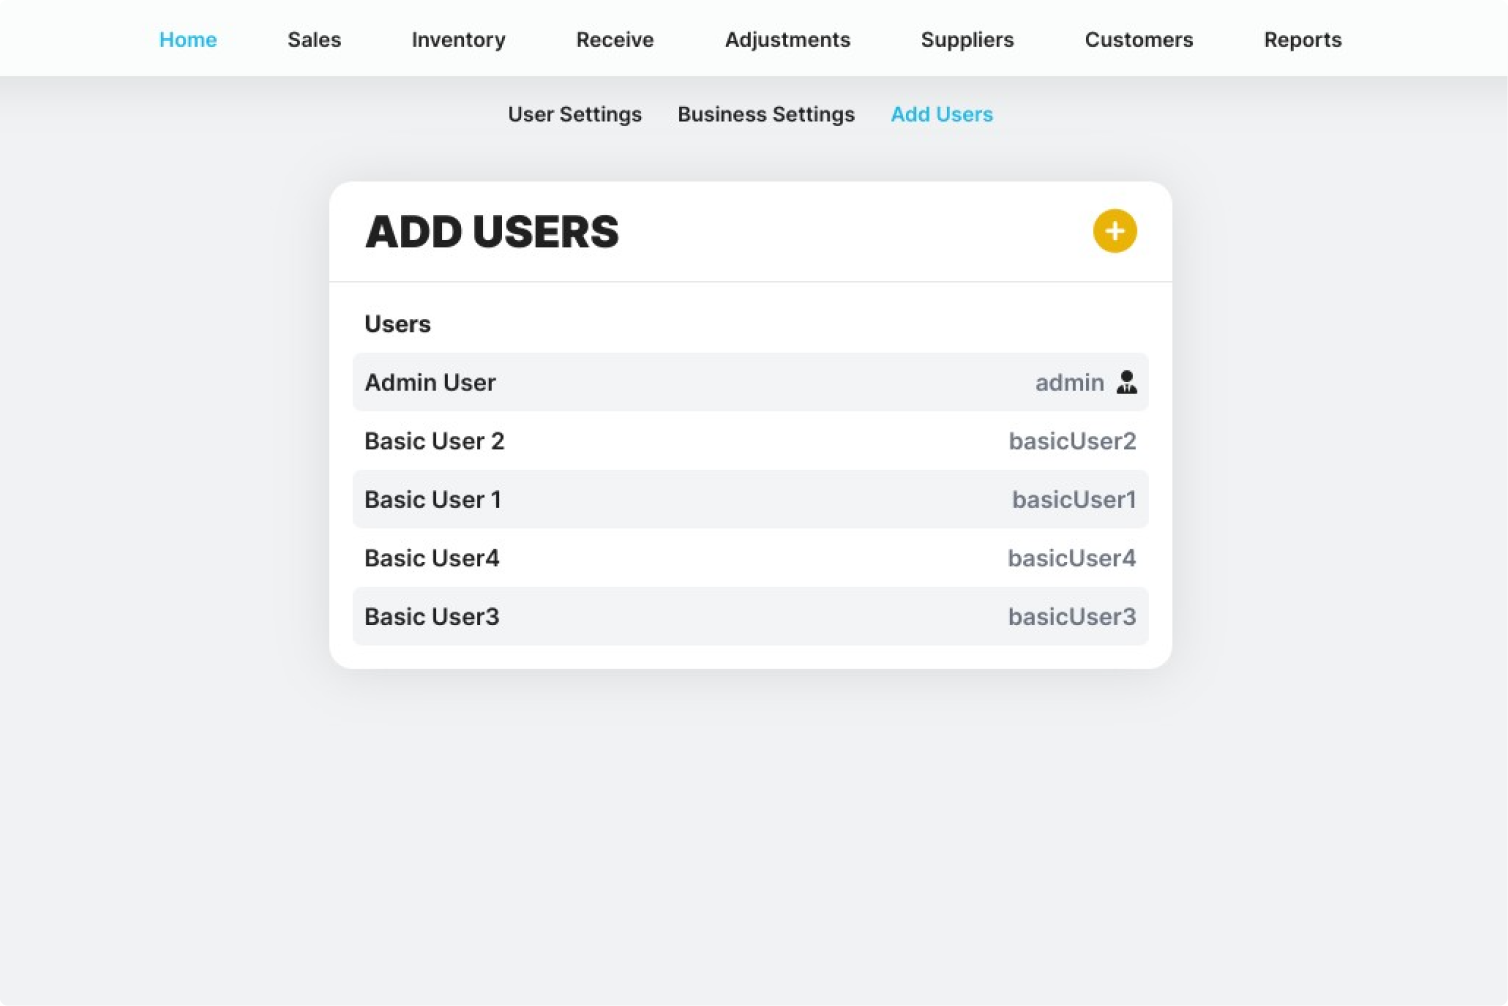 Home Sales Inventory Receive Adjustments Suppliers Customers Reports
User Settings Business Settings Add Users
ADD USERS
Users
Admin User admin
Basic User 2 basicUser2
Basic User 1 basicUser1
Basic User4 basicUser4
Basic User3 basicUser3